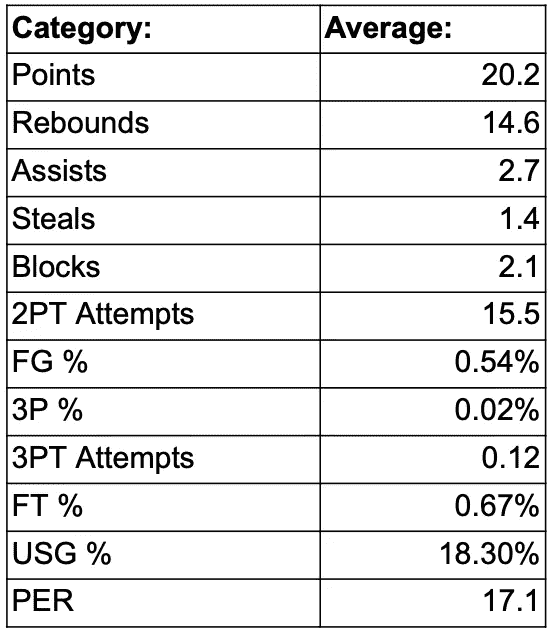 Category: Average:
Points 20.2
Rebounds 14.6
Assists 2.7
Steals 1.4
Blocks 2.1
2PT Attempts 15.5
FG % 0.54%
3P % 0.02%
3PT Attempts 0.12
FT % 0.67%
USG % 18.30%
PER 17.1